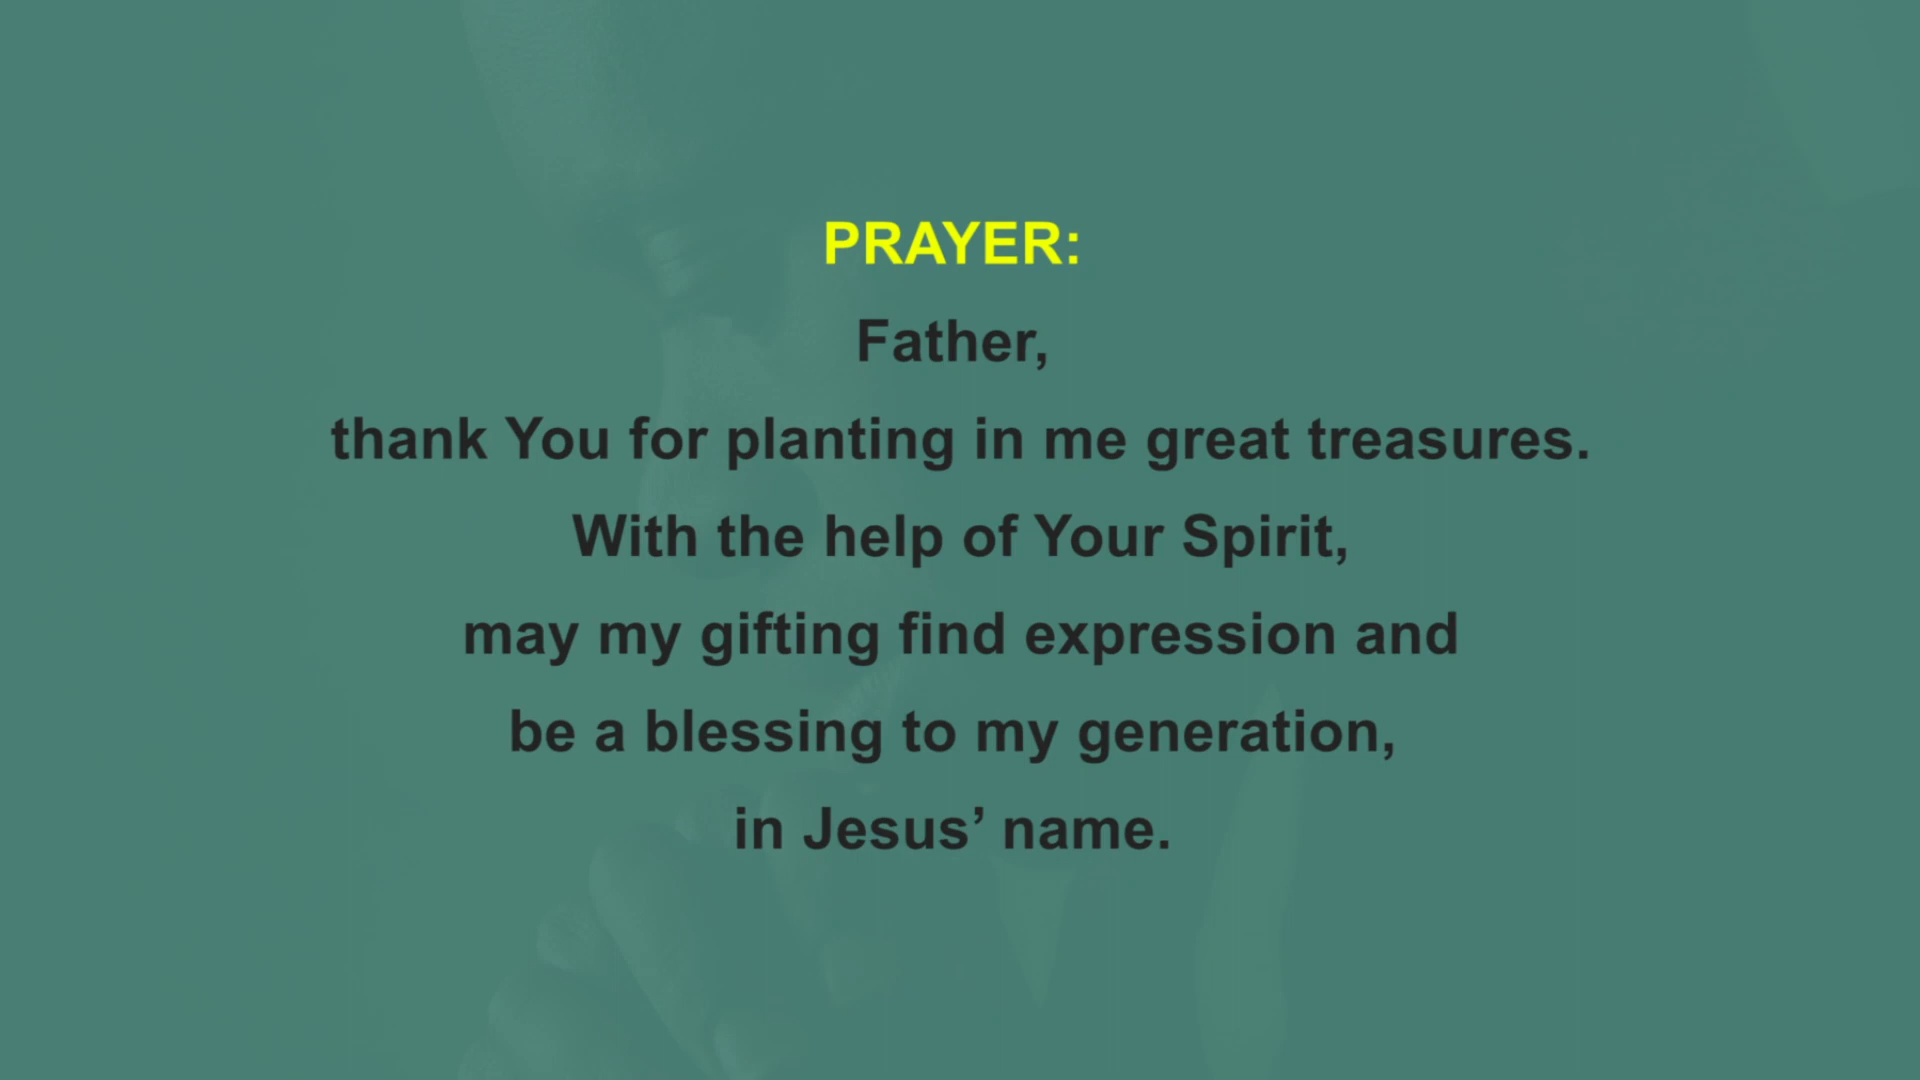 PRAYER:
Father,
thank You for planting in me great treasures.
With the help of Your Spirit,
may my gifting find expression and
be a blessing to my generation,
in Jesus’ name.